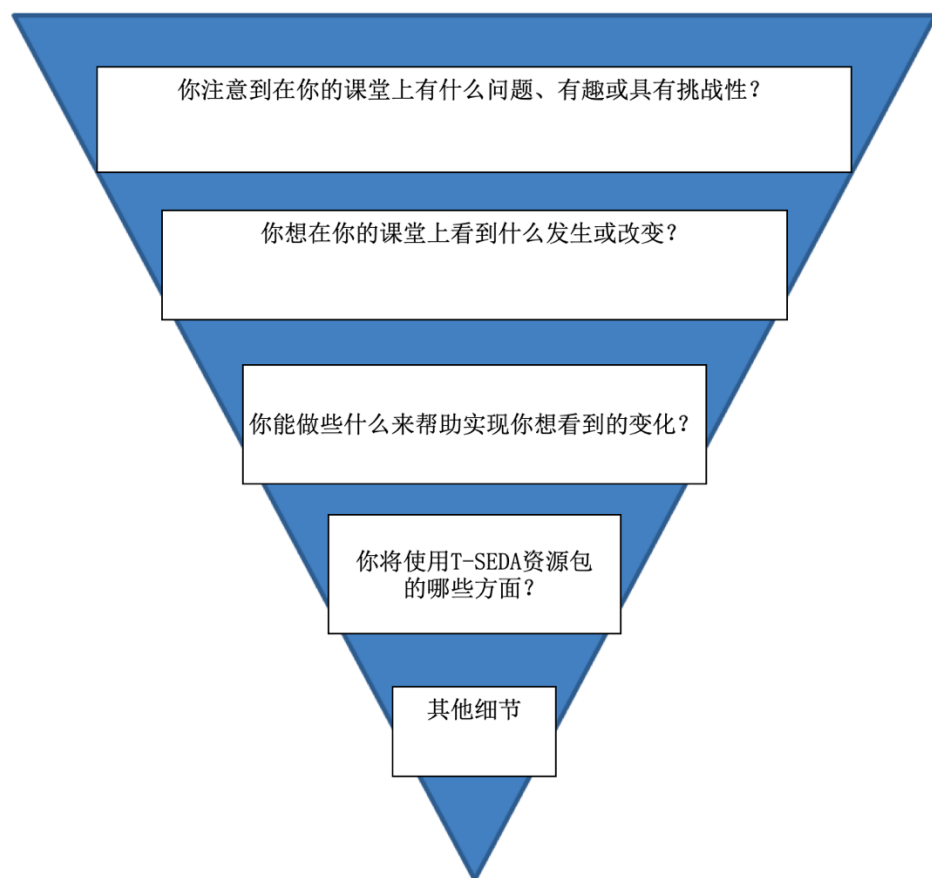 你注意到在你的课堂上有什么问题、有趣或具有挑战性？
你想在你的课堂上看到什么发生或改变？
你能做些什么来帮助实现你想看到的变化？
你将使用T-SEDA资源包
的哪些方面？
其他细节